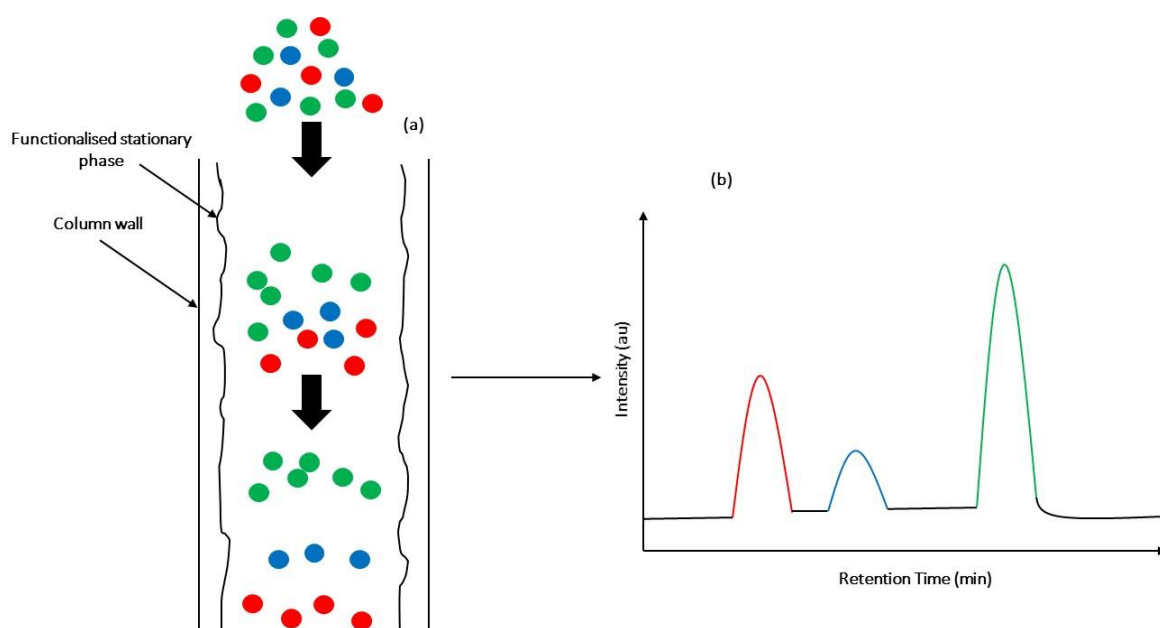 (a)
Functionalised stationary
phase
Column wall
(b)
Intensity (au)
Retention Time (min)